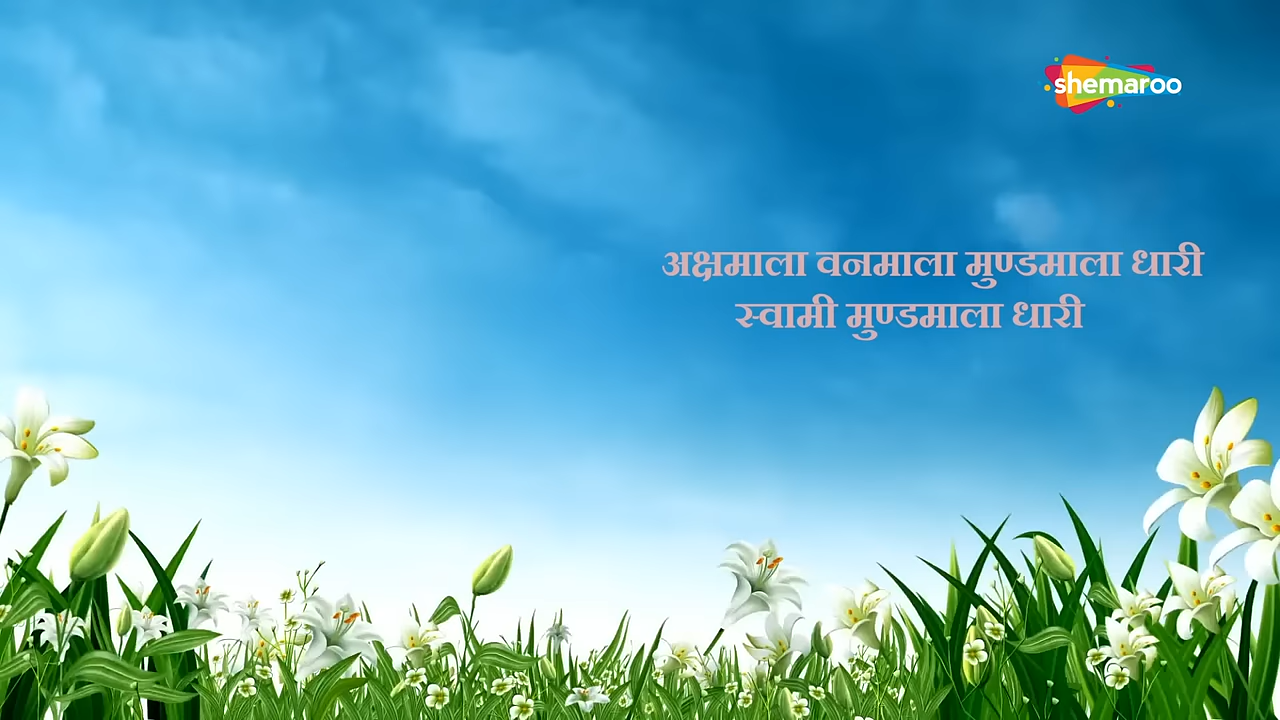 shemaroo
अक्षमाला वनमाला मुण्डमाला धारी
स्वामी मुण्डमाला धारी